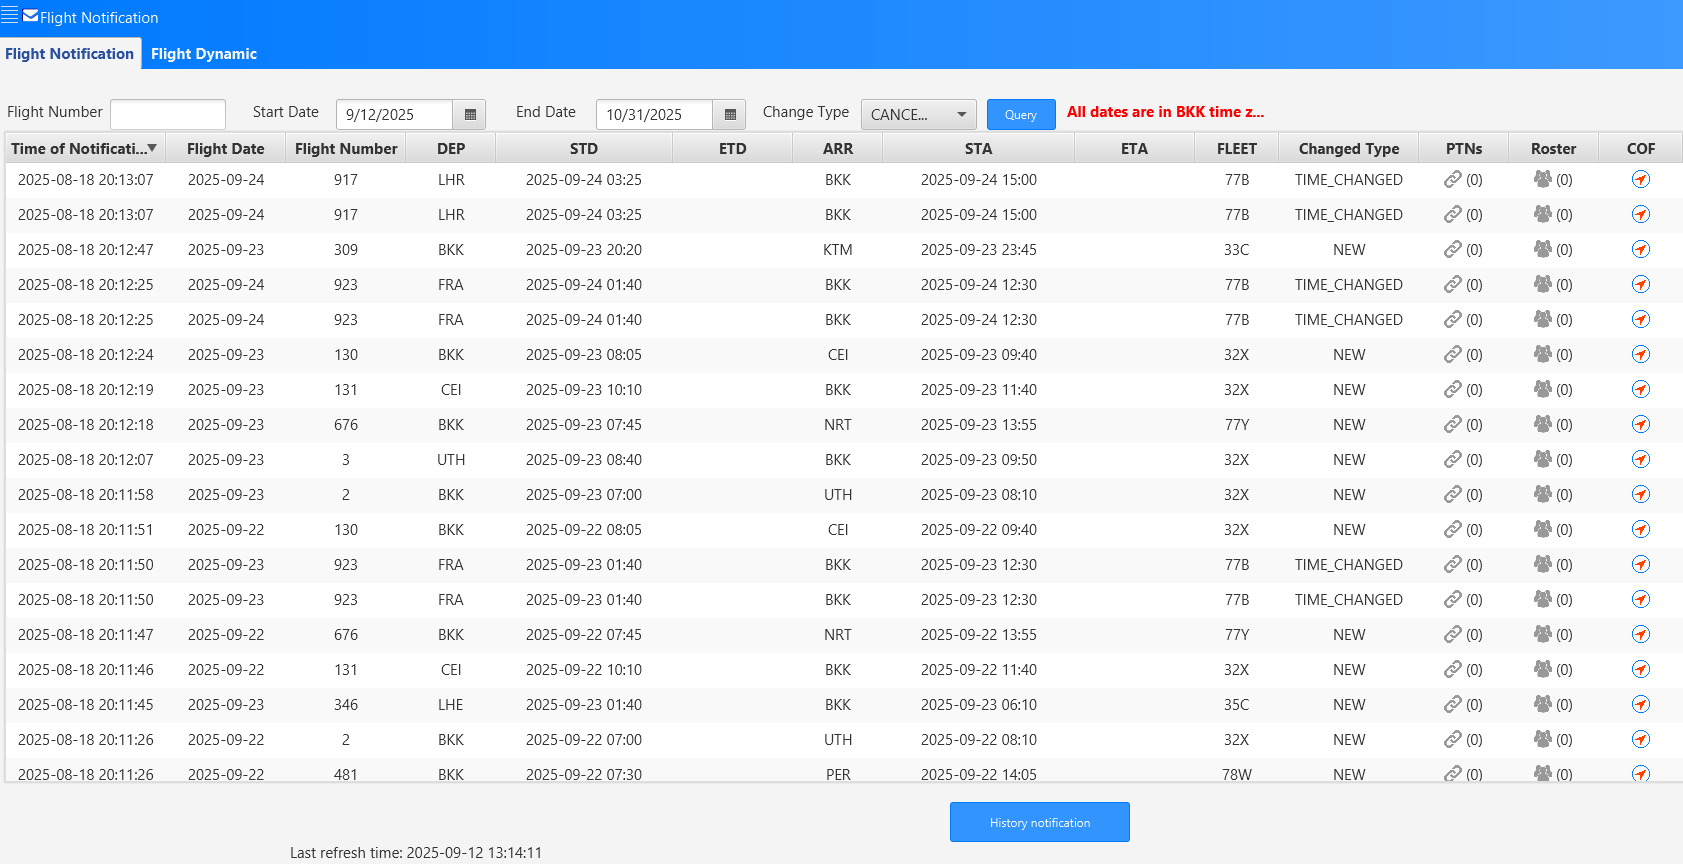 Flight Notification
Flight Notification Flight Dynamic
Flight Number Start Date 9/12/2025 End Date 10/31/2025 Change Type CANCE... Query All dates are in BKK time z...
Time of Notificati... Flight Date Flight Number DEP STD ETD ARR STA ETA FLEET Changed Type PTNs Roster COF
2025-08-18 20:13:07 2025-09-24 917 LHR 2025-09-24 03:25 BKK 2025-09-24 15:00 77B TIME_CHANGED (0) (0)
2025-08-18 20:13:07 2025-09-24 917 LHR 2025-09-24 03:25 BKK 2025-09-24 15:00 77B TIME_CHANGED (0) (0)
2025-08-18 20:12:47 2025-09-23 309 BKK 2025-09-23 20:20 KTM 2025-09-23 23:45 33C NEW (0) (0)
2025-08-18 20:12:25 2025-09-24 923 FRA 2025-09-24 01:40 BKK 2025-09-24 12:30 77B TIME_CHANGED (0) (0)
2025-08-18 20:12:25 2025-09-24 923 FRA 2025-09-24 01:40 BKK 2025-09-24 12:30 77B TIME_CHANGED (0) (0)
2025-08-18 20:12:24 2025-09-23 130 BKK 2025-09-23 08:05 CEI 2025-09-23 09:40 32X NEW (0) (0)
2025-08-18 20:12:19 2025-09-23 131 CEI 2025-09-23 10:10 BKK 2025-09-23 11:40 32X NEW (0) (0)
2025-08-18 20:12:18 2025-09-23 676 BKK 2025-09-23 07:45 NRT 2025-09-23 13:55 77Y NEW (0) (0)
2025-08-18 20:12:07 2025-09-23 3 UTH 2025-09-23 08:40 BKK 2025-09-23 09:50 32X NEW (0) (0)
2025-08-18 20:11:58 2025-09-23 2 BKK 2025-09-23 07:00 UTH 2025-09-23 08:10 32X NEW (0) (0)
2025-08-18 20:11:51 2025-09-22 130 BKK 2025-09-22 08:05 CEI 2025-09-22 09:40 32X NEW (0) (0)
2025-08-18 20:11:50 2025-09-23 923 FRA 2025-09-23 01:40 BKK 2025-09-23 12:30 77B TIME_CHANGED (0) (0)
2025-08-18 20:11:50 2025-09-23 923 FRA 2025-09-23 01:40 BKK 2025-09-23 12:30 77B TIME_CHANGED (0) (0)
2025-08-18 20:11:47 2025-09-22 676 BKK 2025-09-22 07:45 NRT 2025-09-22 13:55 77Y NEW (0) (0)
2025-08-18 20:11:46 2025-09-22 131 CEI 2025-09-22 10:10 BKK 2025-09-22 11:40 32X NEW (0) (0)
2025-08-18 20:11:45 2025-09-23 346 LHE 2025-09-23 01:40 BKK 2025-09-23 06:10 35C NEW (0) (0)
2025-08-18 20:11:26 2025-09-22 2 BKK 2025-09-22 07:00 UTH 2025-09-22 08:10 32X NEW (0) (0)
2025-08-18 20:11:26 2025-09-22 481 BKK 2025-09-22 07:30 PER 2025-09-22 14:05 78W NEW (0) (0)
History notification
Last refresh time: 2025-09-12 13:14:11